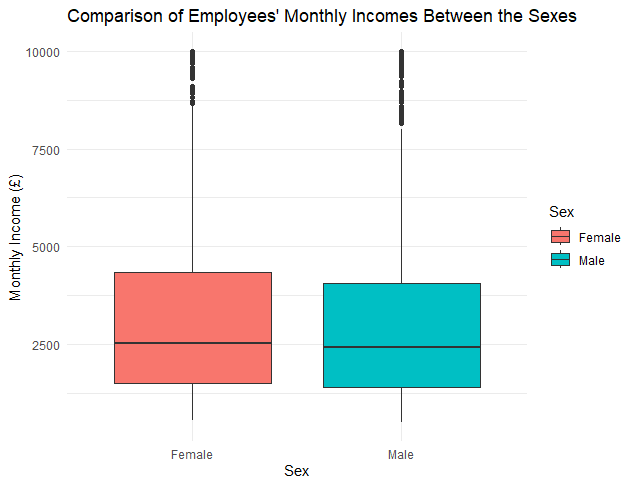 Comparison of Employees' Monthly Incomes Between the Sexes
Monthly Income (£)
10000
7500
5000
2500
Female
Male
Sex
Sex
Female
Male